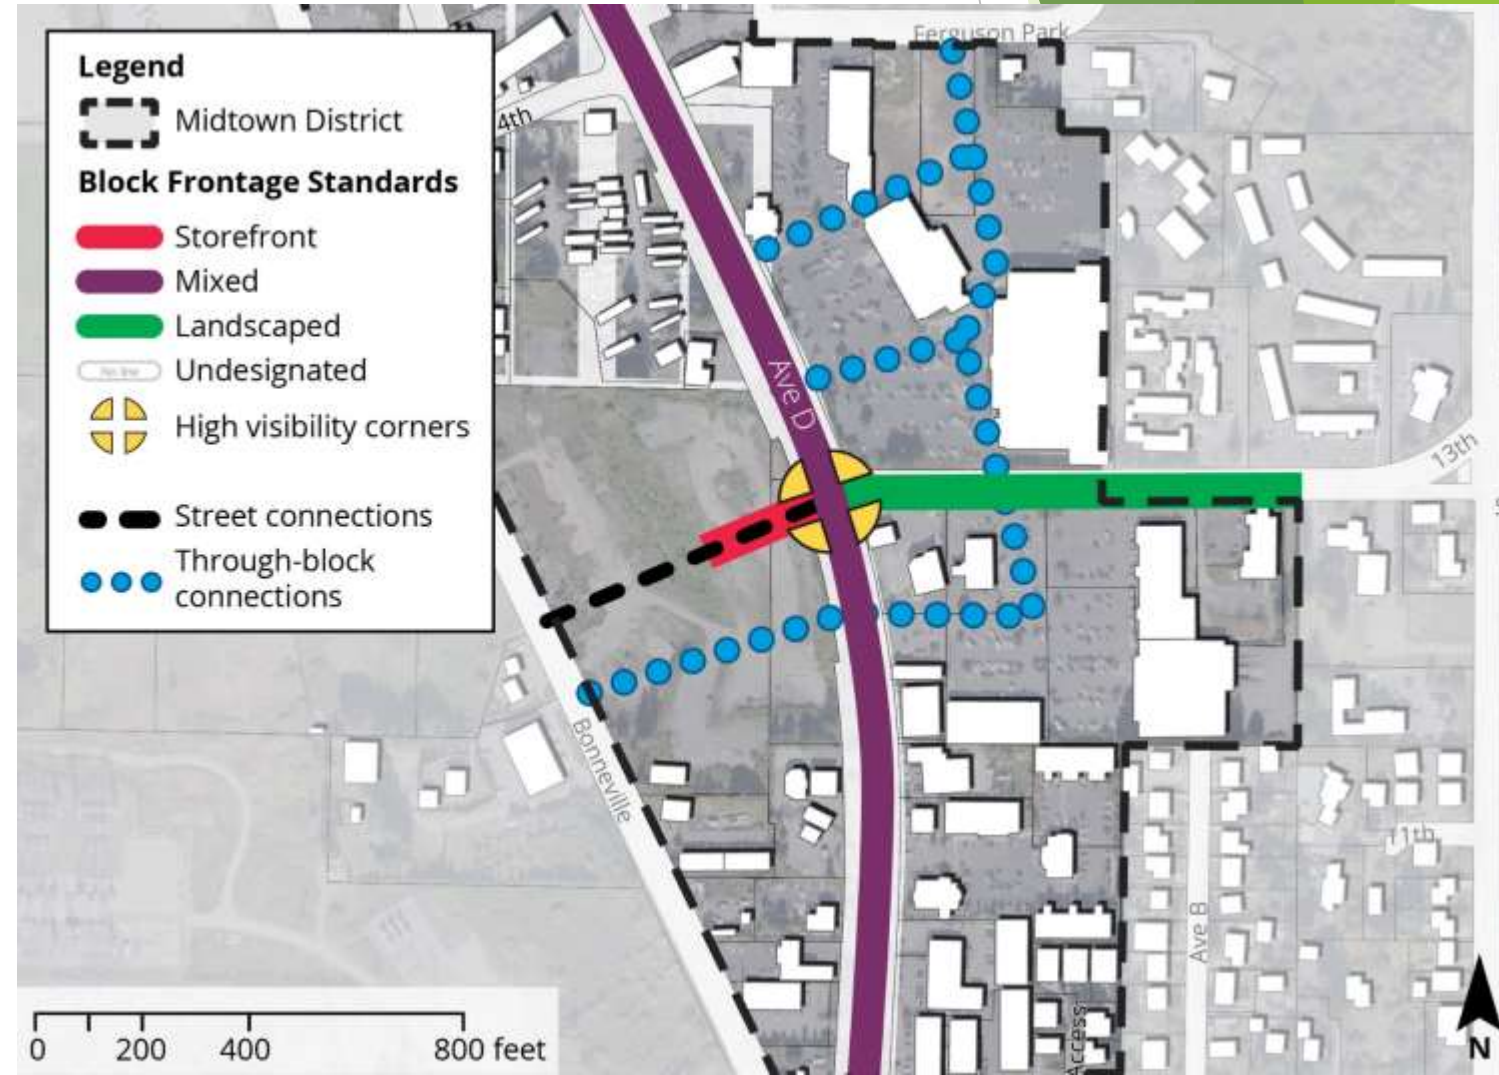 Legend
Midtown District
Block Frontage Standards
Storefront
Mixed
Landscaped
Undesignated
High visibility corners
Street connections
Through-block
connections
Ferguson Park
4th
Ave D
13th
Bonneville
11th
Ave B
Access
0 200 400 800 feet
N